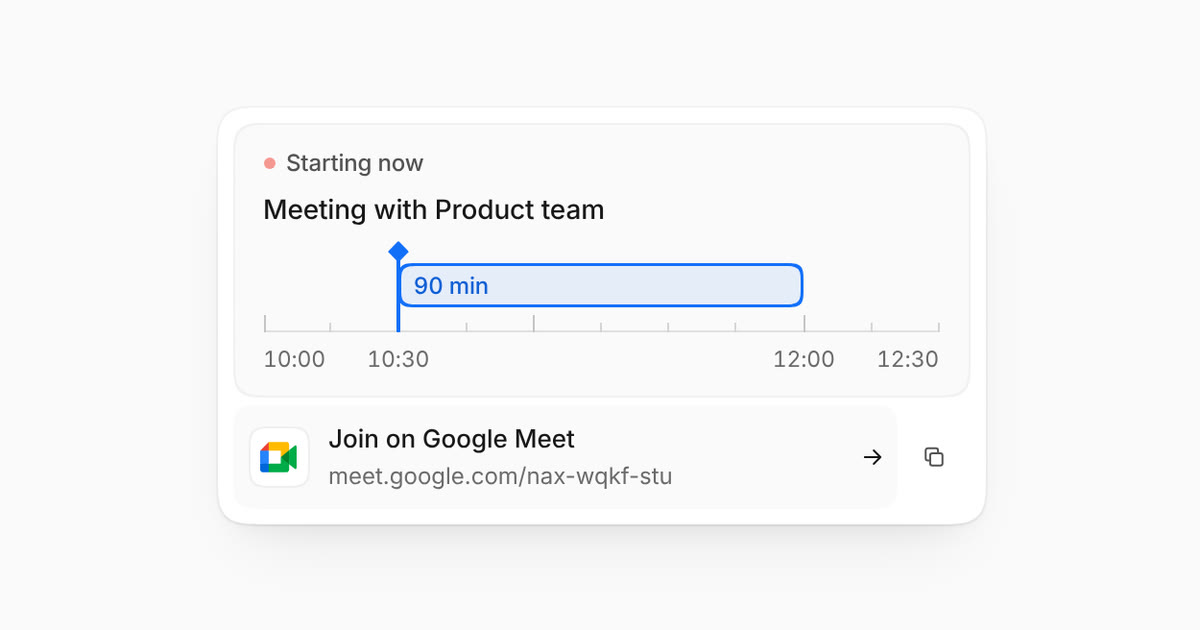 Starting now
Meeting with Product team
90 min
10:00 10:30 12:00 12:30
Join on Google Meet
meet.google.com/nax-wqkf-stu